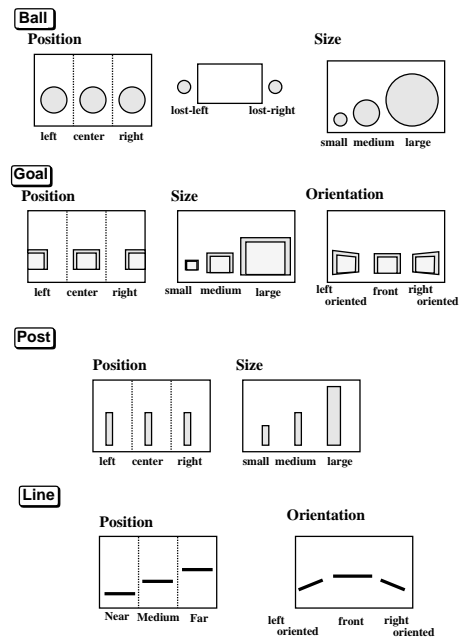 Ball
Position Size
left center right
lost-left lost-right
small medium large
Goal
Position Size Orientation
left center right
small medium large
left oriented front right oriented
Post
Position Size
left center right
small medium large
Line
Position Orientation
Near Medium Far
left oriented front right oriented